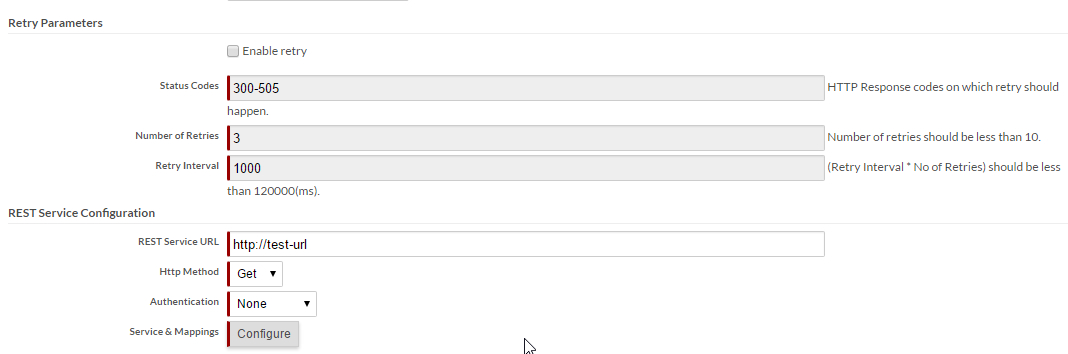 Retry Parameters
Enable retry
Status Codes 300-505 HTTP Response codes on which retry should
happen.
Number of Retries 3 Number of retries should be less than 10.
Retry Interval 1000 (Retry Interval * No of Retries) should be less
than 120000(ms).
REST Service Configuration
REST Service URL http://test-url
Http Method Get
Authentication None
Service & Mappings Configure